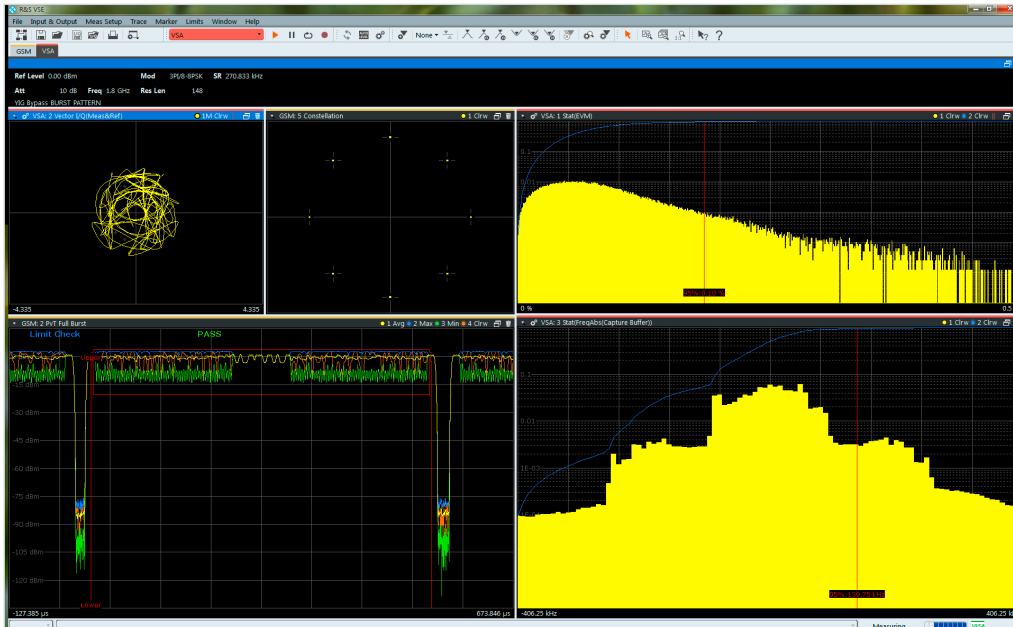 R&S VSE
File Input & Output Meas Setup Trace Marker Limits Window Help
VSA
None
GSM VSA
Ref Level 0.00 dBm Mod 3PI/8-8PSK SR 270.833 kHz
Att 10 dB Freq 1.8 GHz Res Len 148
YIG Bypass BURST PATTERN
VSA: 2 Vector I/Q(Meas&Ref) 1M Clrw
-4.335 4.335
GSM: 5 Constellation 1 Clrw
VSA: 1 Stat(EVM) 1 Clrw 2 Clrw
0.1
0.01
0 % 0.5
GSM: 2 PvT Full Burst 1 Avg 2 Max 3 Min 4 Clrw
Limit Check PASS
Upper
-15 dBm
-30 dBm
-45 dBm
-60 dBm
-75 dBm
-90 dBm
-105 dBm
-120 dBm
Lower
-127.385 µs 673.846 µs
VSA: 3 Stat(FreqAbs(Capture Buffer)) 1 Clrw 2 Clrw
0.1
0.01
1E-03
-406.25 kHz 406.25 k
Measuring